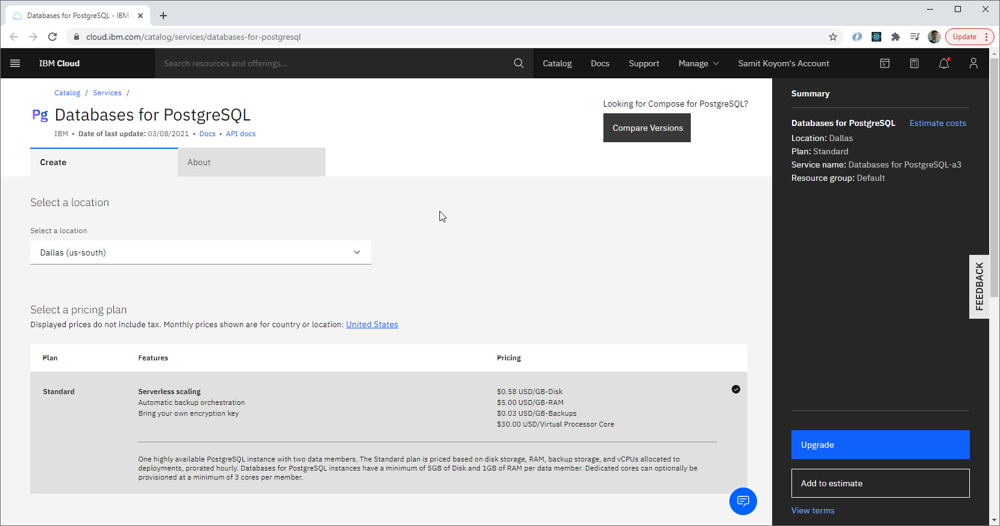 Databases for PostgreSQL - IBM
cloud.ibm.com/catalog/services/databases-for-postgresql
Update
IBM Cloud
Search resources and offerings...
Catalog
Docs
Support
Manage
Samit Koyom's Account
Catalog / Services /
Pg Databases for PostgreSQL
IBM • Date of last update: 03/08/2021 • Docs • API docs
Looking for Compose for PostgreSQL?
Compare Versions
Create
About
Select a location
Select a location
Dallas (us-south)
Select a pricing plan
Displayed prices do not include tax. Monthly prices shown are for country or location: United States
Plan
Features
Pricing
Standard
Serverless scaling
Automatic backup orchestration
Bring your own encryption key
$0.58 USD/GB-Disk
$5.00 USD/GB-RAM
$0.03 USD/GB-Backups
$30.00 USD/Virtual Processor Core
One highly available PostgreSQL instance with two data members. The Standard plan is priced based on disk storage, RAM, backup storage, and vCPUs allocated to
deployments, prorated hourly. Databases for PostgreSQL instances have a minimum of 5GB of Disk and 1GB of RAM per data member. Dedicated cores can optionally be
provisioned at a minimum of 3 cores per member.
Summary
Databases for PostgreSQL
Estimate costs
Location: Dallas
Plan: Standard
Service name: Databases for PostgreSQL-a3
Resource group: Default
FEEDBACK
Upgrade
Add to estimate
View terms